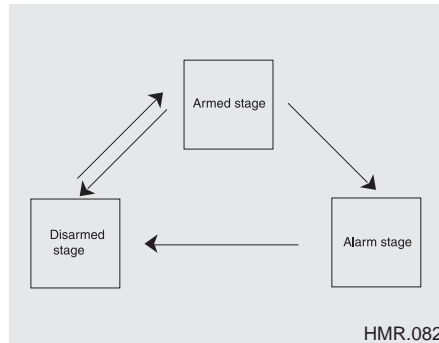 Armed stage
Disarmed
stage
Alarm stage
HMR.082